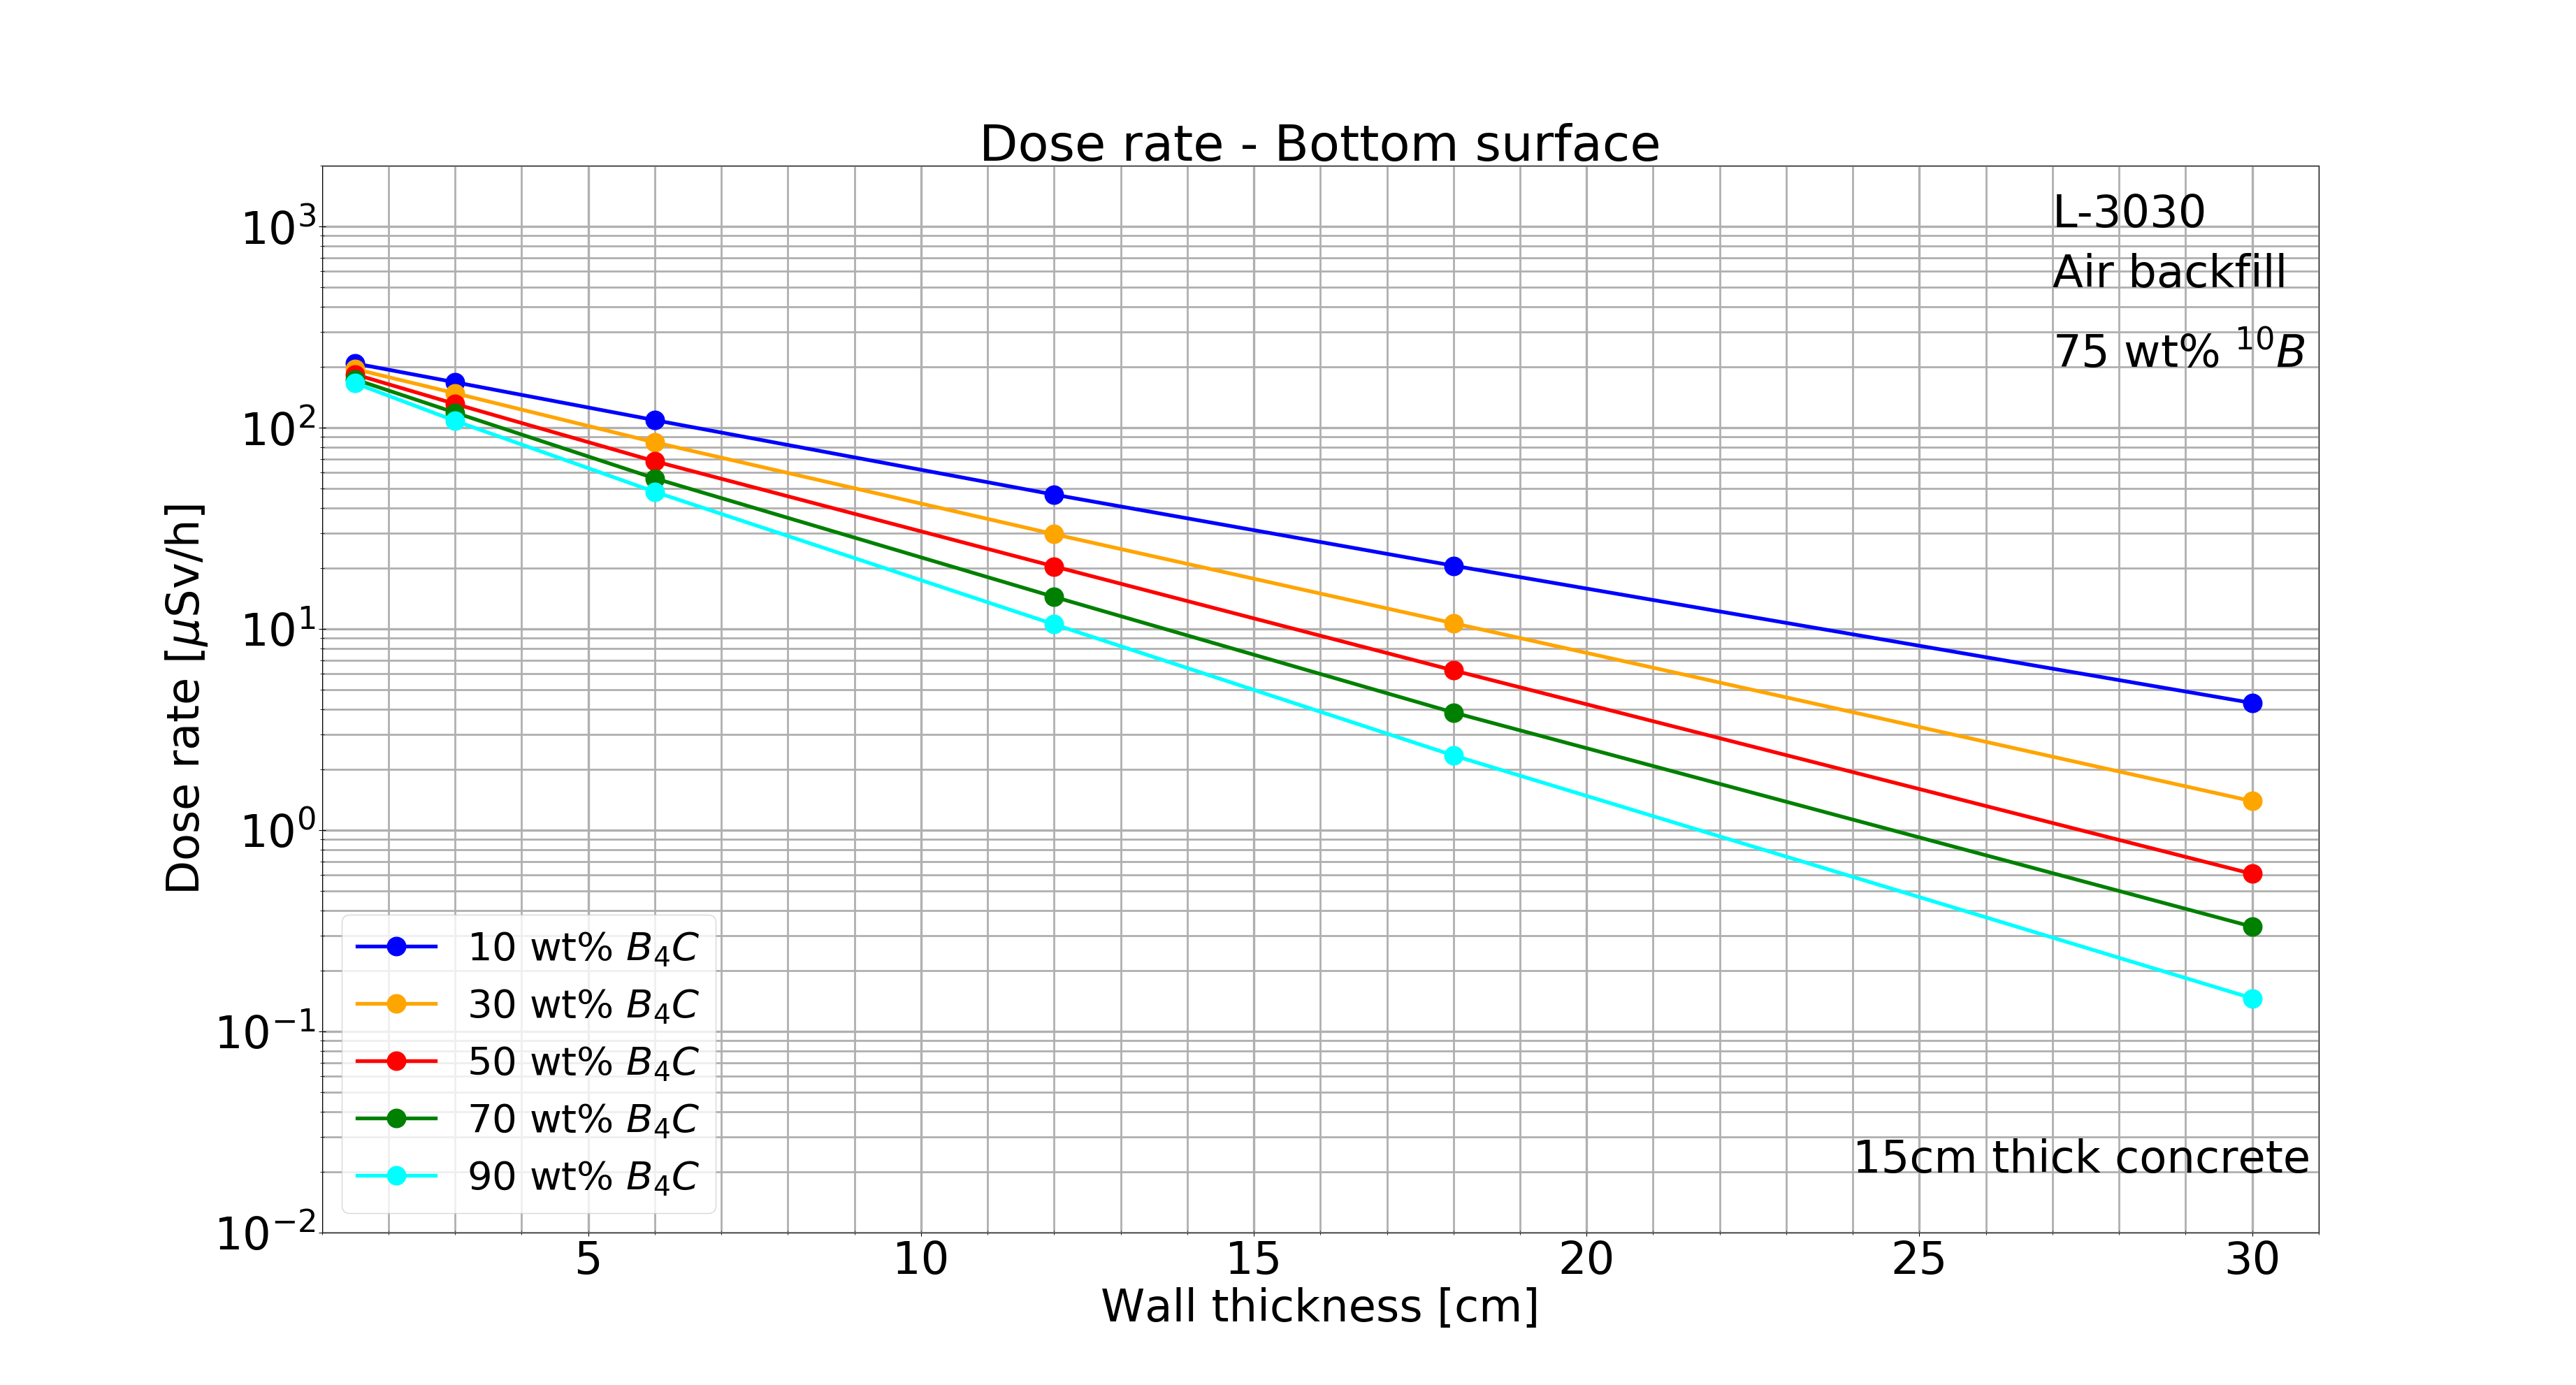 Dose rate - Bottom surface
L-3030
Air backfill
75 wt% ¹⁰B
10³
10²
10¹
10⁰
10⁻¹
10⁻²
Dose rate [μSv/h]
10 wt% B₄C
30 wt% B₄C
50 wt% B₄C
70 wt% B₄C
90 wt% B₄C
15cm thick concrete
5 10 15 20 25 30
Wall thickness [cm]